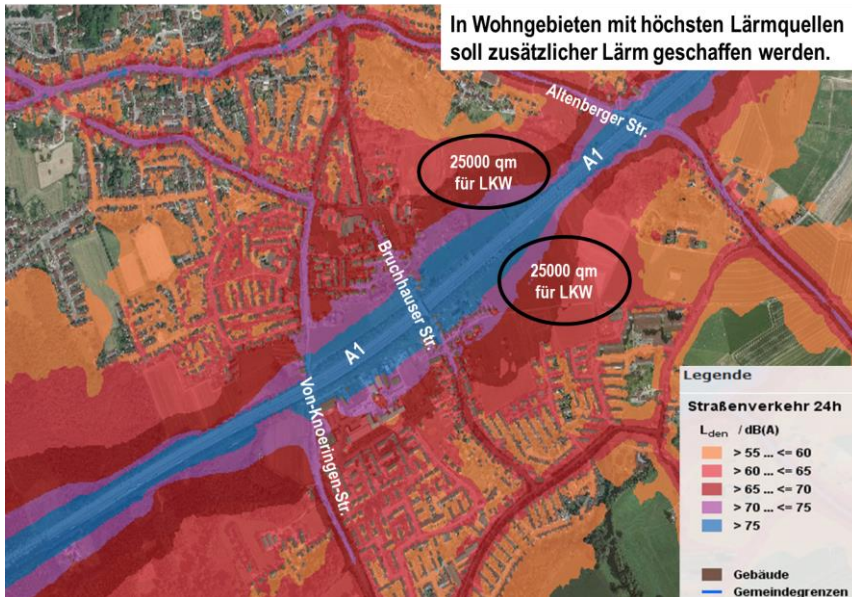 In Wohngebieten mit höchsten Lärmquellen
soll zusätzlicher Lärm geschaffen werden.
Altenberger Str.
25000 qm
für LKW
A1
25000 qm
für LKW
Bruchhauser Str.
A1
Von-Knoeringen-Str.
Legende
Straßenverkehr 24h
Lden / dB(A)
> 55 ... <= 60
> 60 ... <= 65
> 65 ... <= 70
> 70 ... <= 75
> 75
Gebäude
Gemeindegrenzen